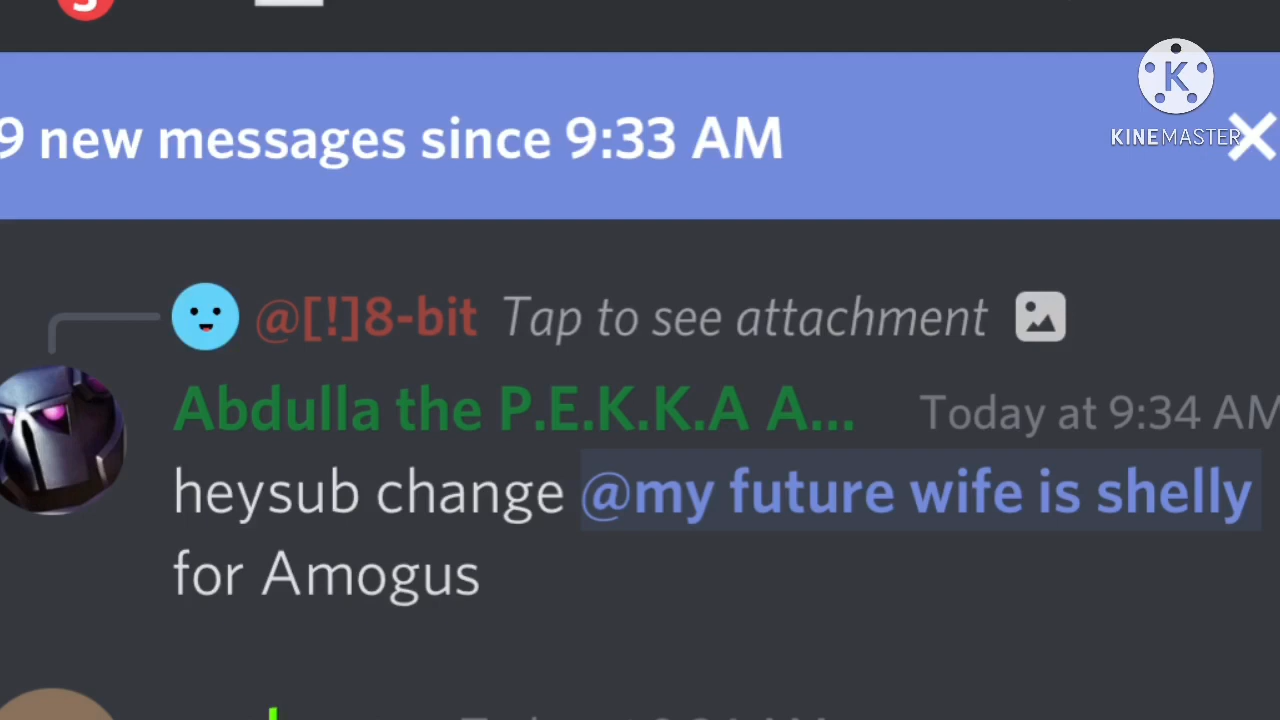 9 new messages since 9:33 AM
K
KINEMASTER
@[!]8-bit Tap to see attachment
Abdulla the P.E.K.K.A A... Today at 9:34 AM
heysub change @my future wife is shelly
for Amogus